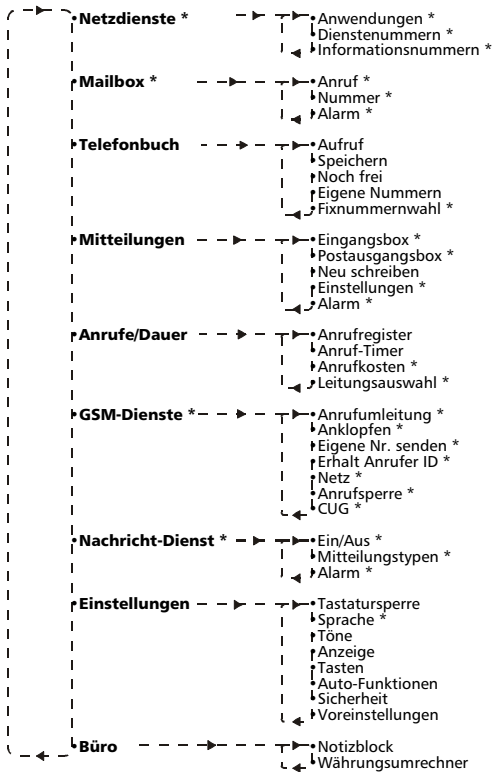 Netzdienste * Anwendungen *
Dienstenummern *
Informationsnummern *
Mailbox * Anruf *
Nummer *
Alarm *
Telefonbuch Aufruf
Speichern
Noch frei
Eigene Nummern
Fixnummernwahl *
Mitteilungen Eingangsbox *
Postausgangsbox *
Neu schreiben
Einstellungen *
Alarm *
Anrufe/Dauer Anrufregister
Anruf-Timer
Anrufkosten *
Leitungsauswahl *
GSM-Dienste * Anrufumleitung *
Anklopfen *
Eigene Nr. senden *
Erhalt Anrufer ID *
Netz *
Anrufsperre *
CUG *
Nachricht-Dienst * Ein/Aus *
Mitteilungstypen *
Alarm *
Einstellungen Tastatursperre
Sprache *
Töne
Anzeige
Tasten
Auto-Funktionen
Sicherheit
Voreinstellungen
Büro Notizblock
Währungsumrechner